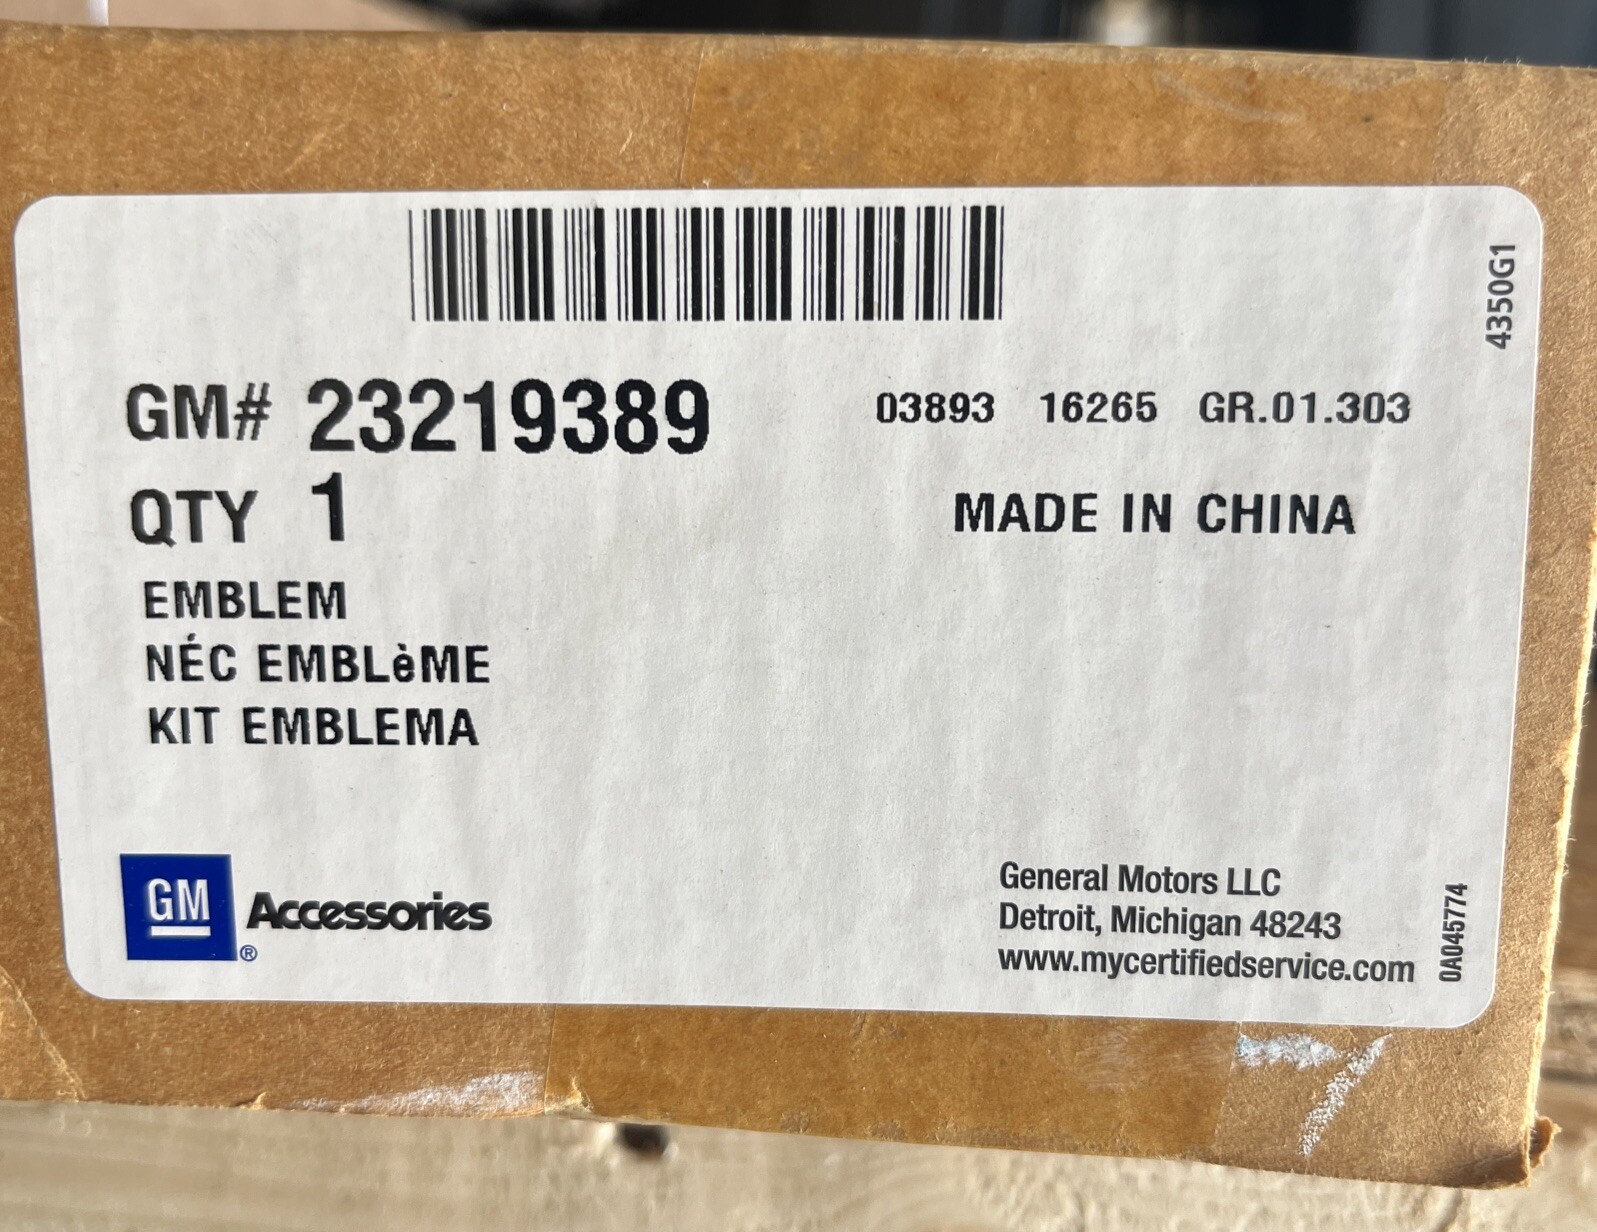 4350G1
GM# 23219389
03893 16265 GR.01.303
QTY 1
MADE IN CHINA
EMBLEM
NÉC EMBLèME
KIT EMBLEMA
GM
® Accessories
General Motors LLC
Detroit, Michigan 48243
www.mycertifiedservice.com
0A045774